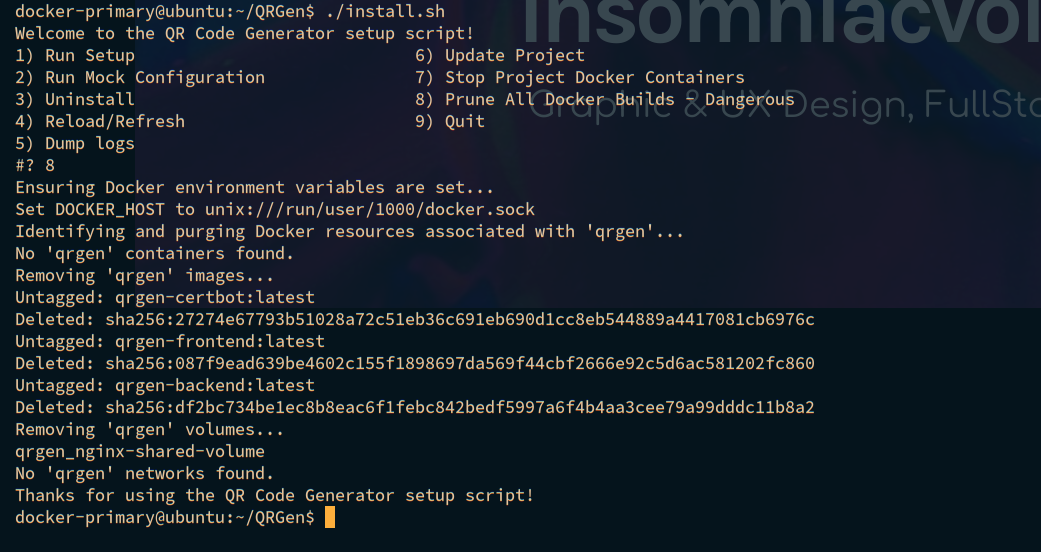 docker-primary@ubuntu:~/QRGen$ ./install.sh
Welcome to the QR Code Generator setup script!
1) Run Setup 6) Update Project
2) Run Mock Configuration 7) Stop Project Docker Containers
3) Uninstall 8) Prune All Docker Builds - Dangerous
4) Reload/Refresh 9) Quit
5) Dump logs
#? 8
Ensuring Docker environment variables are set...
Set DOCKER_HOST to unix:///run/user/1000/docker.sock
Identifying and purging Docker resources associated with 'qrgen'...
No 'qrgen' containers found.
Removing 'qrgen' images...
Untagged: qrgen-certbot:latest
Deleted: sha256:27274e67793b51028a72c51eb36c691eb690d1cc8eb544889a4417081cb6976c
Untagged: qrgen-frontend:latest
Deleted: sha256:087f9ead639be4602c155f1898697da569f44cbf2666e92c5d6ac581202fc860
Untagged: qrgen-backend:latest
Deleted: sha256:df2bc734be1ec8b8eac6f1febc842bedf5997a6f4b4aa3cee79a99dddc11b8a2
Removing 'qrgen' volumes...
qrgen_nginx-shared-volume
No 'qrgen' networks found.
Thanks for using the QR Code Generator setup script!
docker-primary@ubuntu:~/QRGen$
Insomniacvol
Graphic & UX Design, FullSta